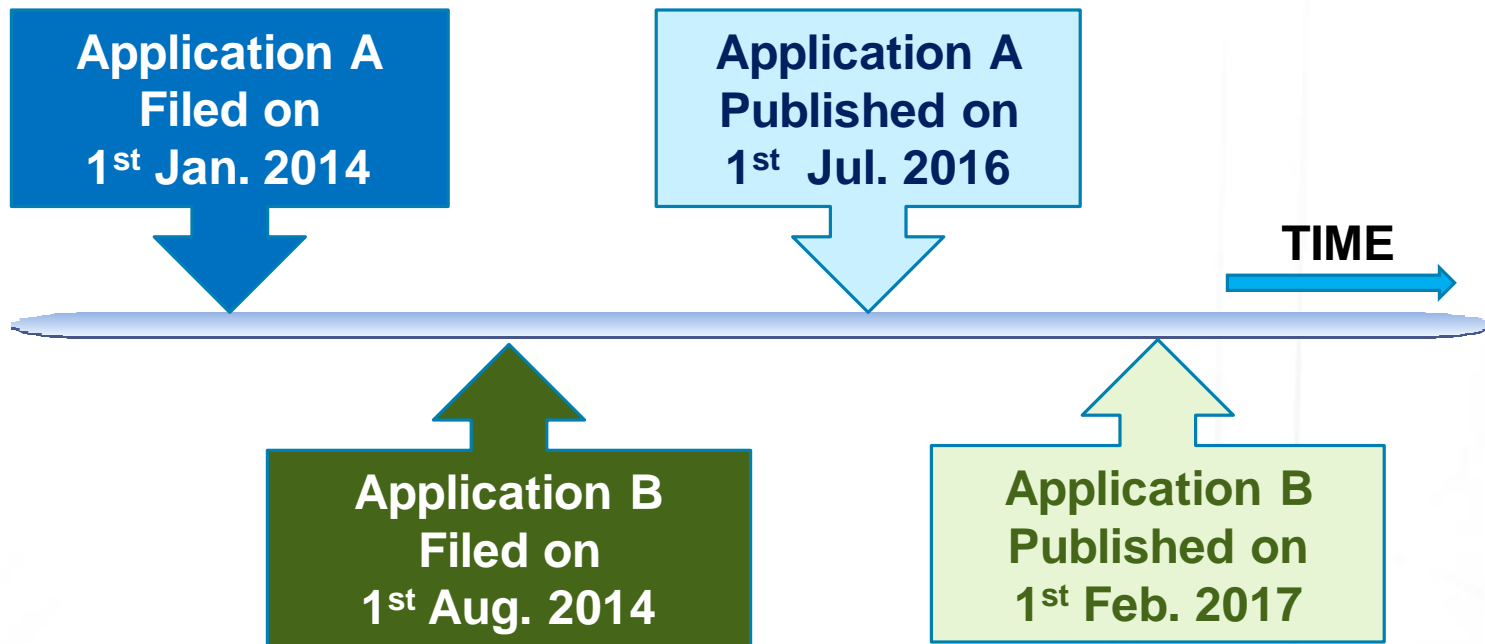 Application A
Filed on
1st Jan. 2014
Application A
Published on
1st Jul. 2016
TIME
Application B
Filed on
1st Aug. 2014
Application B
Published on
1st Feb. 2017